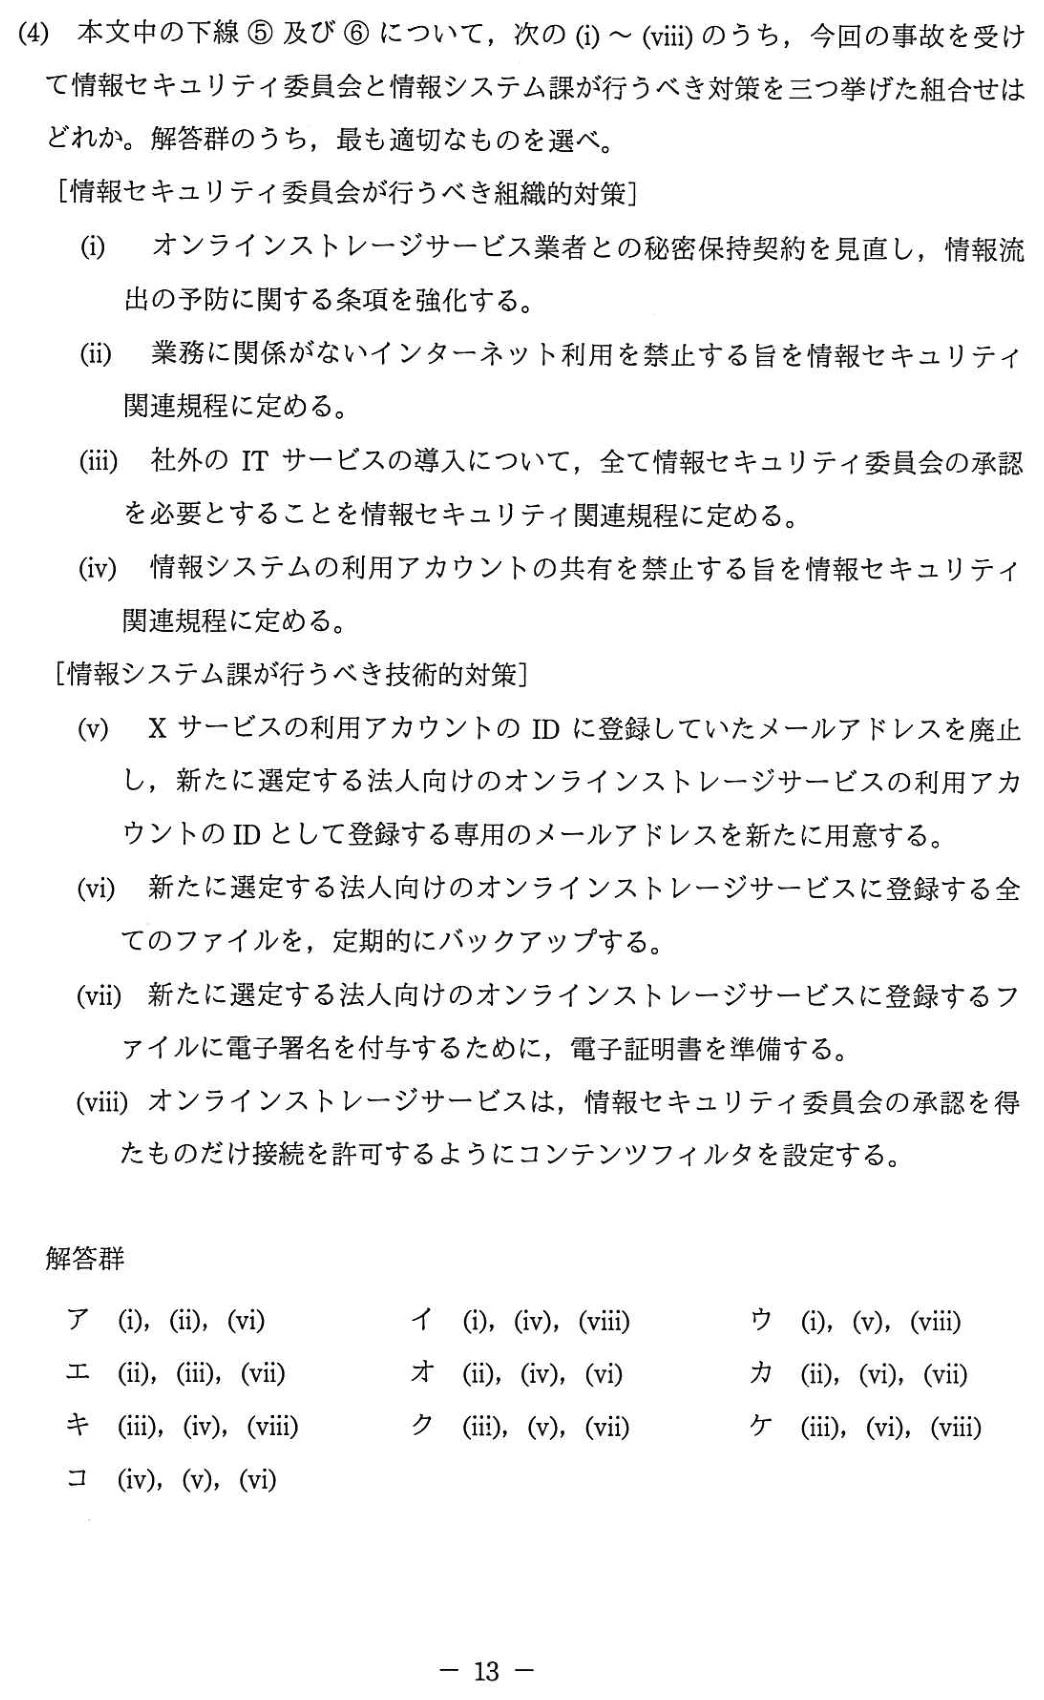 (4) 本文中の下線 ⑤ 及び ⑥ について，次の (i) ～ (viii) のうち，今回の事故を受け
て情報セキュリティ委員会と情報システム課が行うべき対策を三つ挙げた組合せは
どれか。解答群のうち，最も適切なものを選べ。
［情報セキュリティ委員会が行うべき組織的対策］
(i) オンラインストレージサービス業者との秘密保持契約を見直し，情報流
出の予防に関する条項を強化する。
(ii) 業務に関係がないインターネット利用を禁止する旨を情報セキュリティ
関連規程に定める。
(iii) 社外の IT サービスの導入について，全て情報セキュリティ委員会の承認
を必要とすることを情報セキュリティ関連規程に定める。
(iv) 情報システムの利用アカウントの共有を禁止する旨を情報セキュリティ
関連規程に定める。
［情報システム課が行うべき技術的対策］
(v) X サービスの利用アカウントの ID に登録していたメールアドレスを廃止
し，新たに選定する法人向けのオンラインストレージサービスの利用アカ
ウントの ID として登録する専用のメールアドレスを新たに用意する。
(vi) 新たに選定する法人向けのオンラインストレージサービスに登録する全
てのファイルを，定期的にバックアップする。
(vii) 新たに選定する法人向けのオンラインストレージサービスに登録するフ
ァイルに電子署名を付与するために，電子証明書を準備する。
(viii) オンラインストレージサービスは，情報セキュリティ委員会の承認を得
たものだけ接続を許可するようにコンテンツフィルタを設定する。
解答群
ア (i)，(ii)，(vi) イ (i)，(iv)，(viii) ウ (i)，(v)，(viii)
エ (ii)，(iii)，(vii) オ (ii)，(iv)，(vi) カ (ii)，(vi)，(vii)
キ (iii)，(iv)，(viii) ク (iii)，(v)，(vii) ケ (iii)，(vi)，(viii)
コ (iv)，(v)，(vi)
－ 13 －